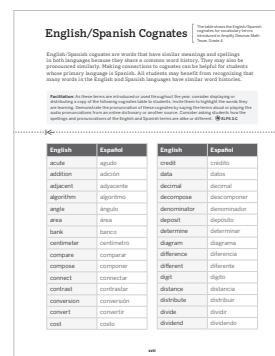 English/Spanish Cognates
The table shows the English/Spanish
cognates for vocabulary terms
introduced in Amplify Desmos Math
Texas, Grade 4.
English/Spanish cognates are words that have similar meanings and spellings
in both languages because they share a common word history. They may also be
pronounced similarly. Making connections to cognates can be helpful for students
whose primary language is Spanish. All students may benefit from recognizing that
many words in the English and Spanish languages have similar word histories.
Facilitation: As these terms are introduced or used throughout the year, consider displaying or
distributing a copy of the following cognates table to students. Invite them to highlight the words they
are learning. Demonstrate the pronunciation of these cognates by saying the terms aloud or playing the
audio pronunciations from an online dictionary or another source. Consider asking students how the
spellings and pronunciations of the English and Spanish terms are alike or different. ELPS 2.C
English Español
acute agudo
addition adición
adjacent adyacente
algorithm algoritmo
angle ángulo
area área
bank banco
centimeter centímetro
compare comparar
compose componer
connect connectar
contrast contrastar
conversion conversión
convert convertir
cost costo
English Español
credit crédito
data datos
decimal decimal
decompose descomponer
denominator denominador
deposit depósito
determine determinar
diagram diagrama
difference diferencia
different diferente
digit dígito
distance distancia
distribute distribuir
divide dividir
dividend dividendo